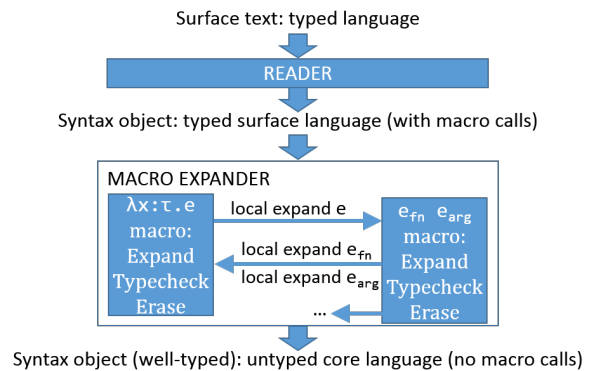 Surface text: typed language
READER
Syntax object: typed surface language (with macro calls)
MACRO EXPANDER
λx:τ.e
macro:
Expand
Typecheck
Erase
local expand e
local expand e_fn
local expand e_arg
...
e_fn e_arg
macro:
Expand
Typecheck
Erase
Syntax object (well-typed): untyped core language (no macro calls)